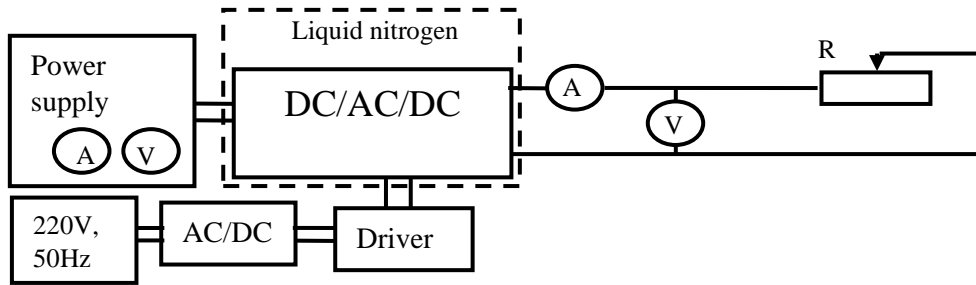 Liquid nitrogen
Power
supply
A
V
DC/AC/DC
A
V
R
220V,
50Hz
AC/DC
Driver